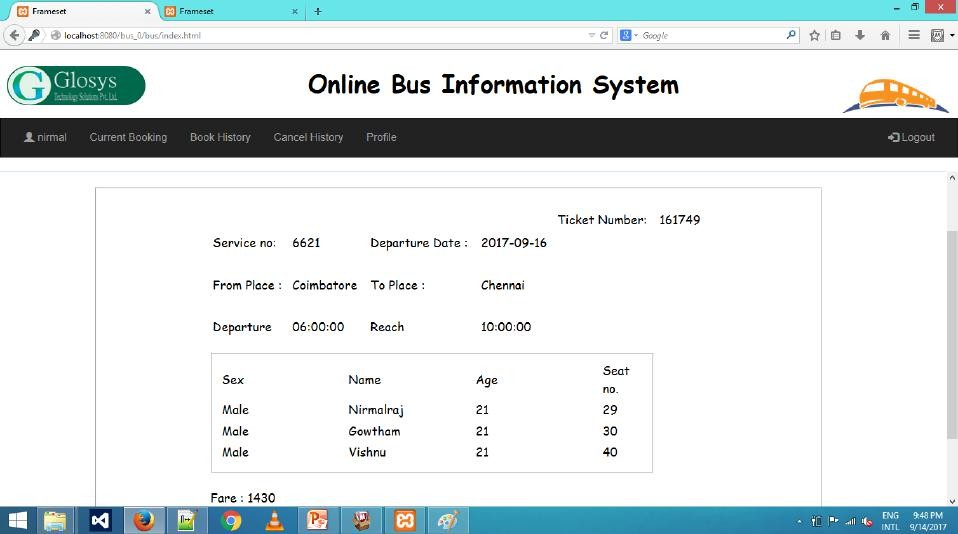 Frameset
Frameset
localhost:8080/bus_0/bus/index.html
Google
Glosys
Technology Solutions Pvt. Ltd.
Online Bus Information System
nirmal Current Booking Book History Cancel History Profile Logout
Ticket Number: 161749
Service no: 6621 Departure Date : 2017-09-16
From Place : Coimbatore To Place : Chennai
Departure 06:00:00 Reach 10:00:00
Sex Name Age Seat no.
Male Nirmalraj 21 29
Male Gowtham 21 30
Male Vishnu 21 40
Fare : 1430
ENG 9:48 PM
INTL 9/14/2017